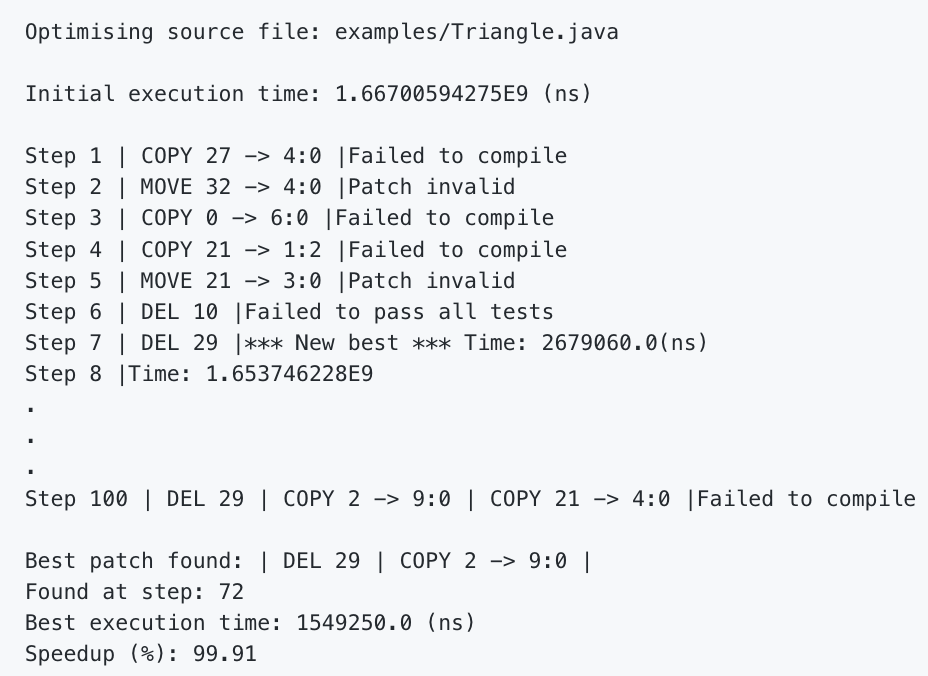 Optimising source file: examples/Triangle.java
Initial execution time: 1.66700594275E9 (ns)
Step 1 | COPY 27 -> 4:0 |Failed to compile
Step 2 | MOVE 32 -> 4:0 |Patch invalid
Step 3 | COPY 0 -> 6:0 |Failed to compile
Step 4 | COPY 21 -> 1:2 |Failed to compile
Step 5 | MOVE 21 -> 3:0 |Patch invalid
Step 6 | DEL 10 |Failed to pass all tests
Step 7 | DEL 29 |*** New best *** Time: 2679060.0(ns)
Step 8 |Time: 1.653746228E9
.
.
.
Step 100 | DEL 29 | COPY 2 -> 9:0 | COPY 21 -> 4:0 |Failed to compile
Best patch found: | DEL 29 | COPY 2 -> 9:0 |
Found at step: 72
Best execution time: 1549250.0 (ns)
Speedup (%): 99.91